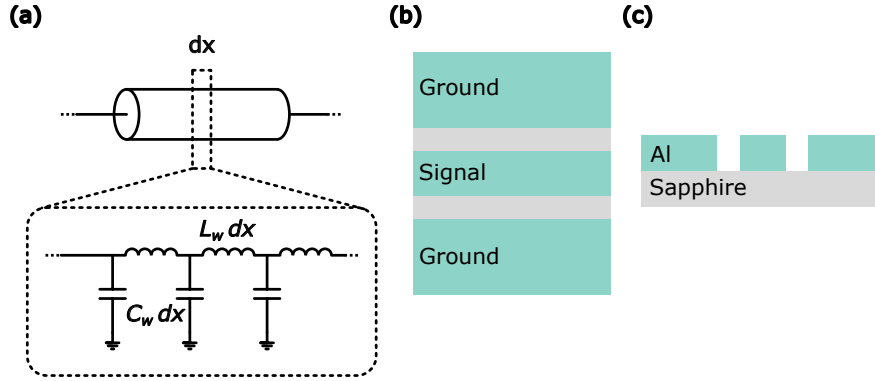 (a)
dx
L_w dx
C_w dx
(b)
Ground
Signal
Ground
(c)
Al
Sapphire